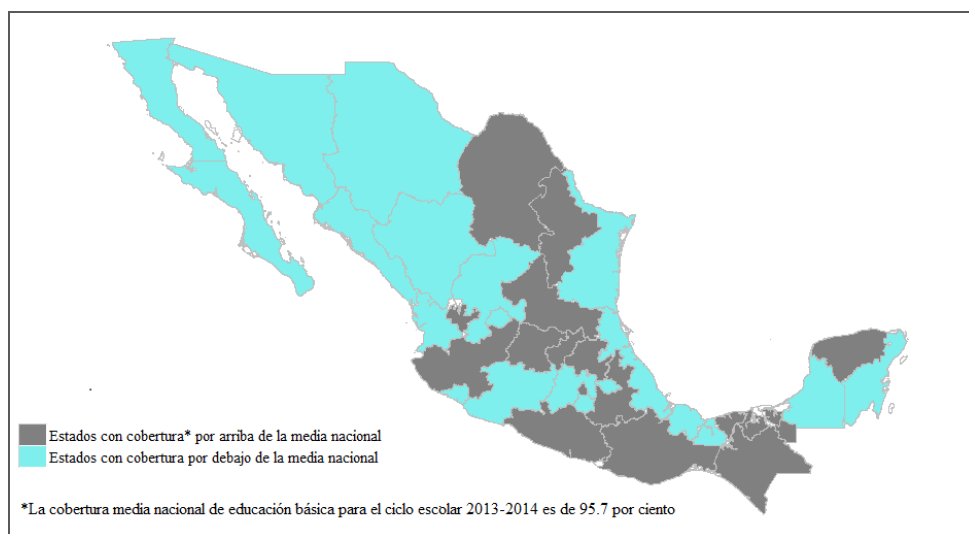 Estados con cobertura* por arriba de la media nacional
Estados con cobertura por debajo de la media nacional
*La cobertura media nacional de educación básica para el ciclo escolar 2013-2014 es de 95.7 por ciento